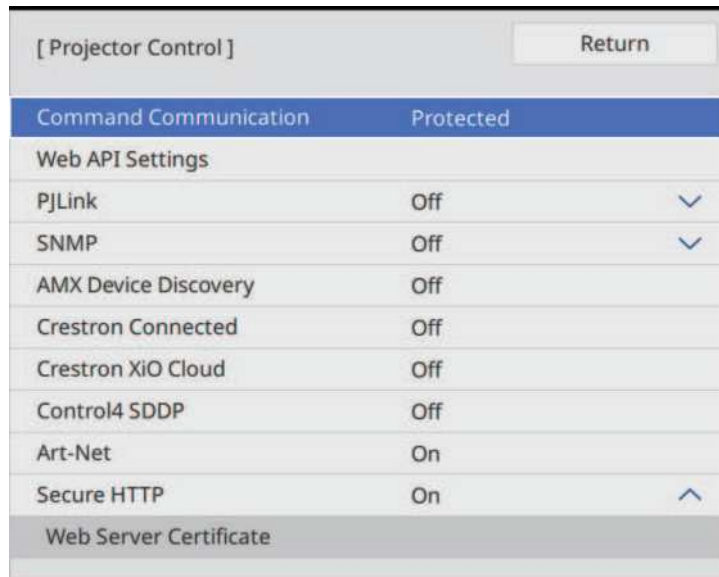 [ Projector Control ] Return
Command Communication Protected
Web API Settings
PJLink Off
SNMP Off
AMX Device Discovery Off
Crestron Connected Off
Crestron XiO Cloud Off
Control4 SDDP Off
Art-Net On
Secure HTTP On
Web Server Certificate